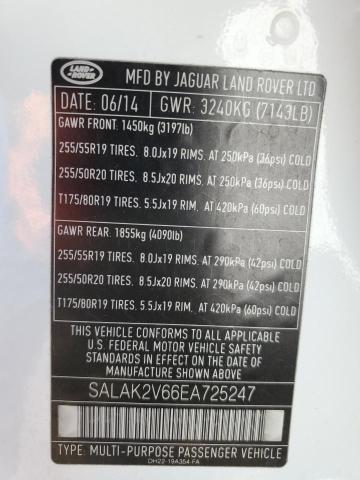 LAND
ROVER
MFD BY JAGUAR LAND ROVER LTD
DATE: 06/14 GWR: 3240KG (7143LB)
GAWR FRONT: 1450kg (3197lb)
255/55R19 TIRES. 8.0Jx19 RIMS. AT 250kPa (36psi) COLD
255/50R20 TIRES. 8.5Jx20 RIMS. AT 250kPa (36psi) COLD
T175/80R19 TIRES. 5.5Jx19 RIM. AT 420kPa (60psi) COLD
GAWR REAR: 1855kg (4090lb)
255/55R19 TIRES. 8.0Jx19 RIMS. AT 290kPa (42psi) COLD
255/50R20 TIRES. 8.5Jx20 RIMS. AT 290kPa (42psi) COLD
T175/80R19 TIRES. 5.5Jx19 RIM. AT 420kPa (60psi) COLD
THIS VEHICLE CONFORMS TO ALL APPLICABLE
U.S. FEDERAL MOTOR VEHICLE SAFETY
STANDARDS IN EFFECT ON THE DATE OF
MANUFACTURE SHOWN ABOVE.
SALAK2V66EA725247
TYPE: MULTI-PURPOSE PASSENGER VEHICLE
DH22-19A354-FA